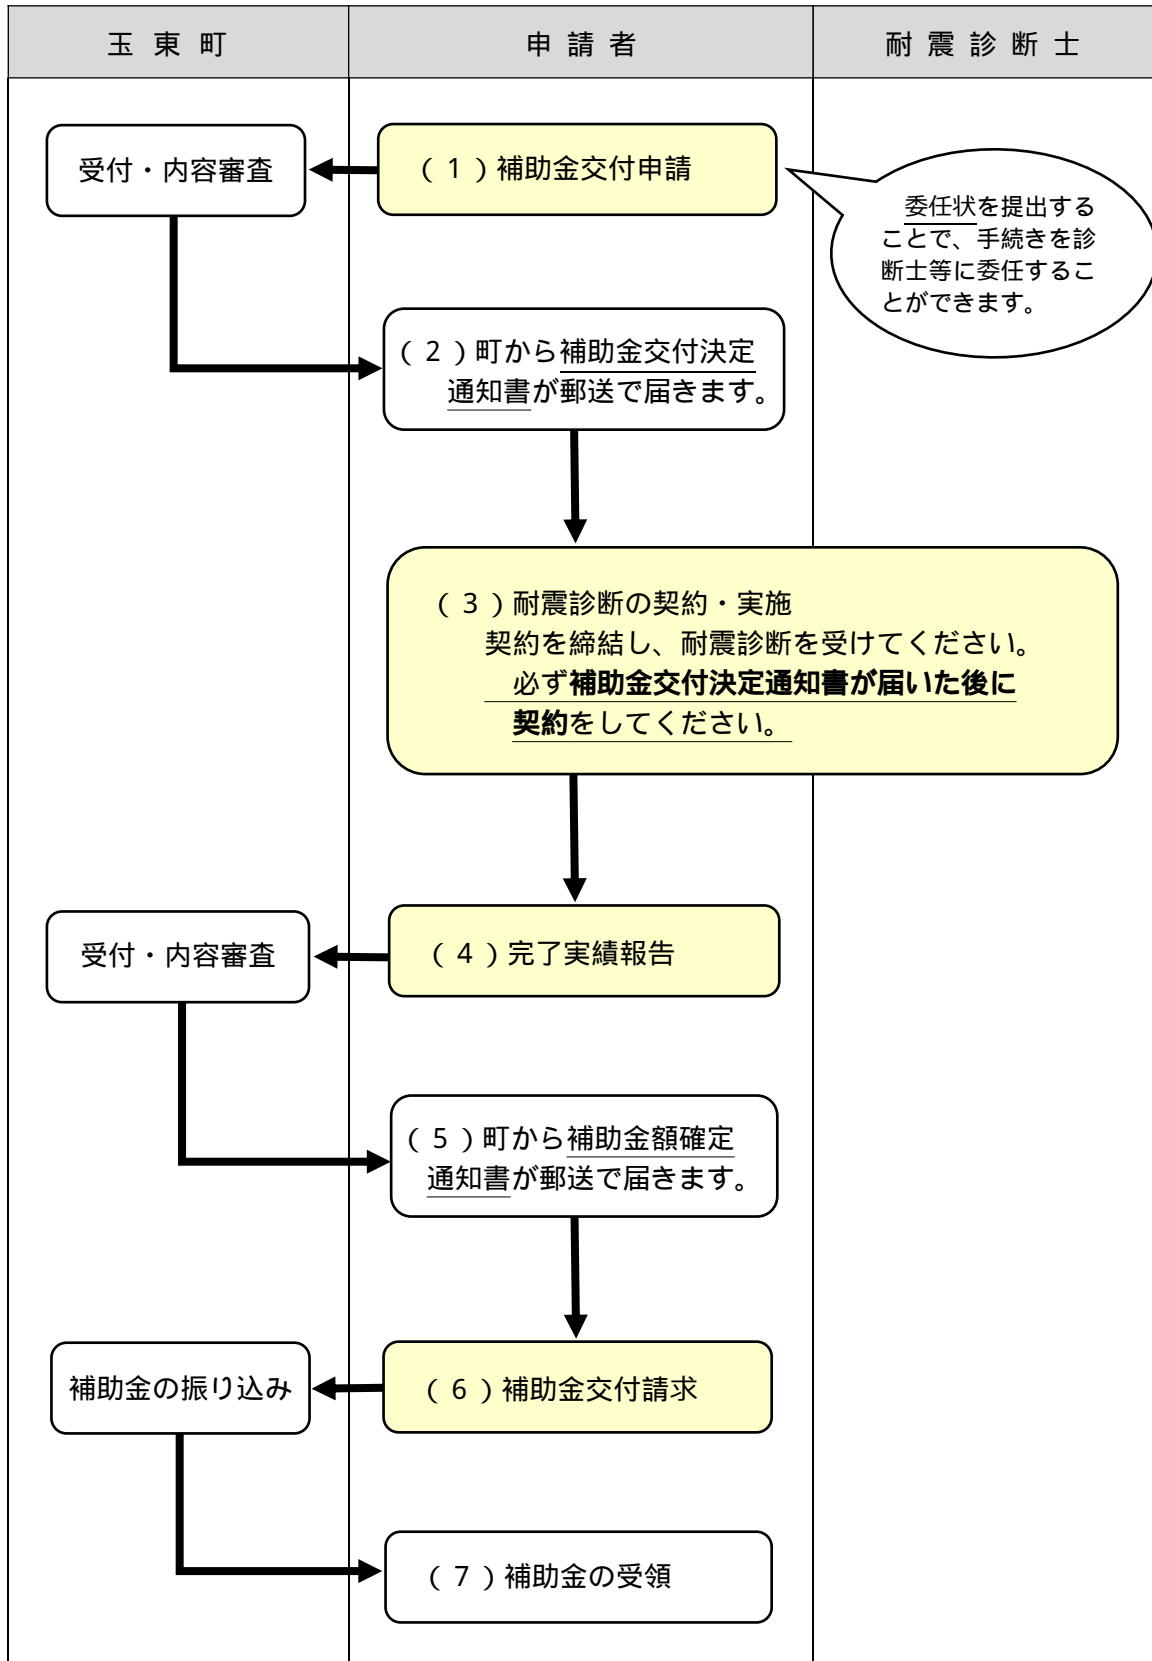 玉東町
申請者
耐震診断士
受付・内容審査
(1)補助金交付申請
委任状を提出する
ことで、手続きを診
断士等に委任するこ
とができます。
(2)町から補助金交付決定
通知書が郵送で届きます。
(3)耐震診断の契約・実施
契約を締結し、耐震診断を受けてください。
必ず補助金交付決定通知書が届いた後に
契約をしてください。
受付・内容審査
(4)完了実績報告
(5)町から補助金額確定
通知書が郵送で届きます。
補助金の振り込み
(6)補助金交付請求
(7)補助金の受領